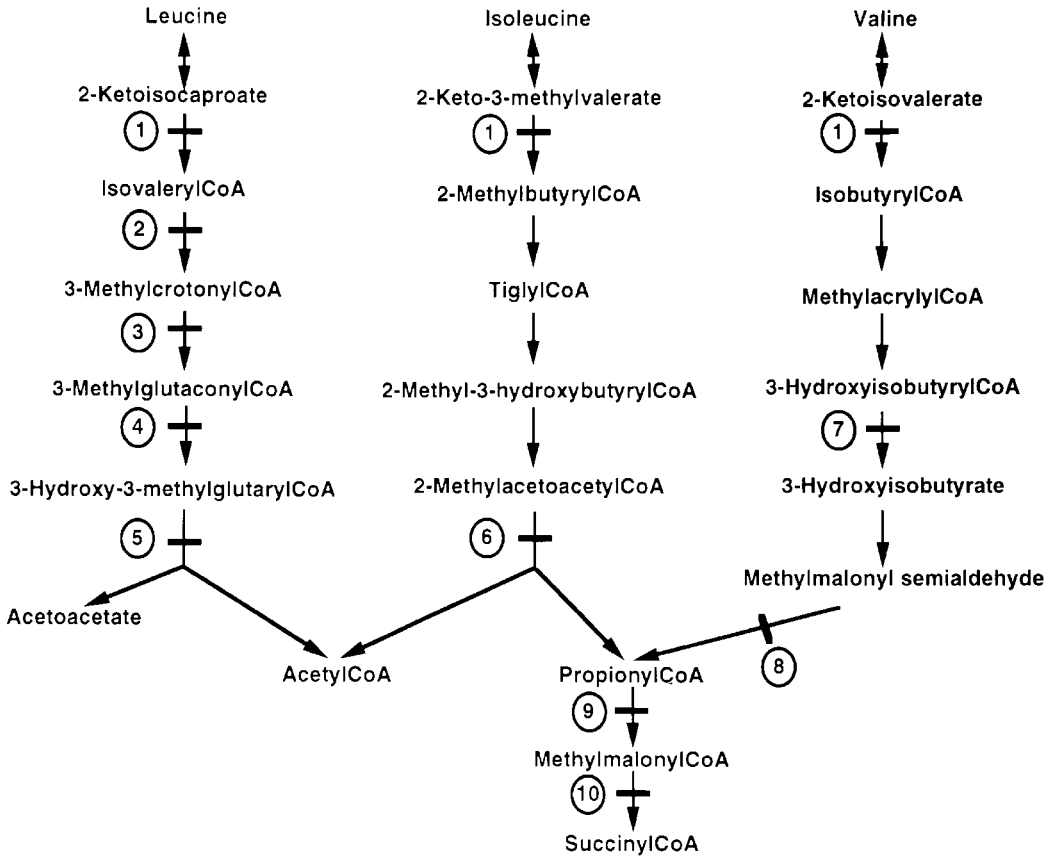 Leucine
Isoleucine
Valine
2-Ketoisocaproate
2-Keto-3-methylvalerate
2-Ketoisovalerate
1
1
1
IsovalerylCoA
2-MethylbutyrylCoA
IsobutyrylCoA
2
3-MethylcrotonylCoA
TiglylCoA
MethylacrylylCoA
3
3-MethylglutaconylCoA
2-Methyl-3-hydroxybutyrylCoA
3-HydroxyisobutyrylCoA
4
7
3-Hydroxy-3-methylglutarylCoA
2-MethylacetoacetylCoA
3-Hydroxyisobutyrate
5
6
Methylmalonyl semialdehyde
Acetoacetate
AcetylCoA
PropionylCoA
8
9
MethylmalonylCoA
10
SuccinylCoA